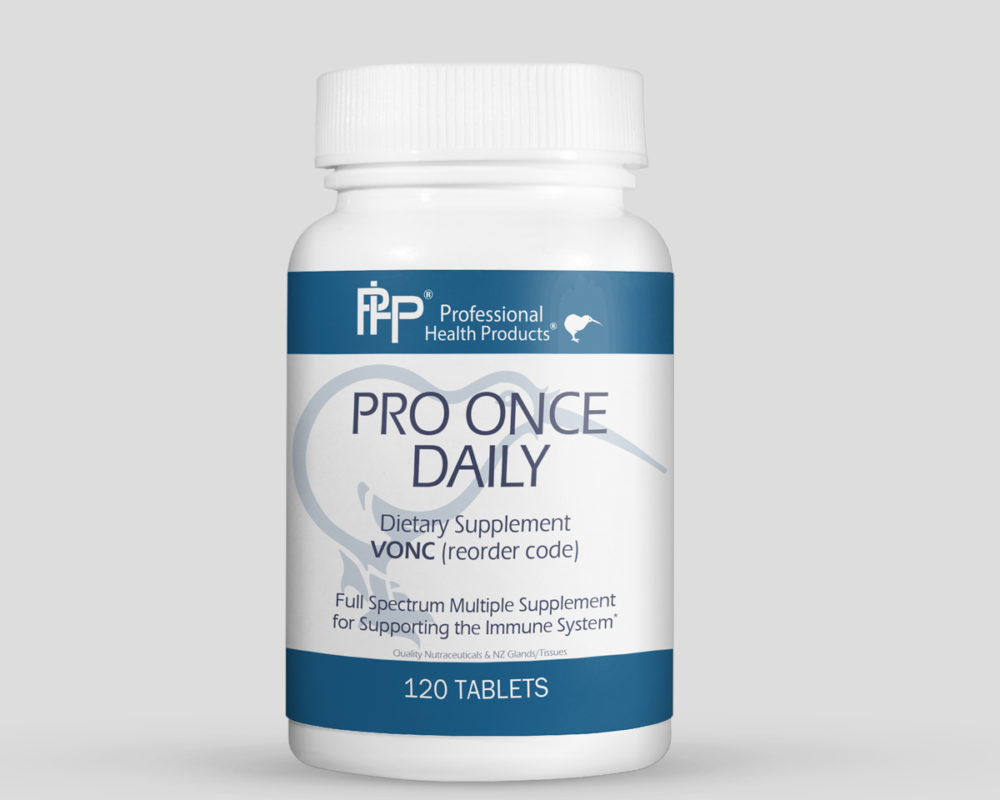 PHP®
Professional
Health Products®
PRO ONCE
DAILY
Dietary Supplement
VONC (reorder code)
Full Spectrum Multiple Supplement
for Supporting the Immune System*
Quality Nutraceuticals & NZ Glands/Tissues
120 TABLETS